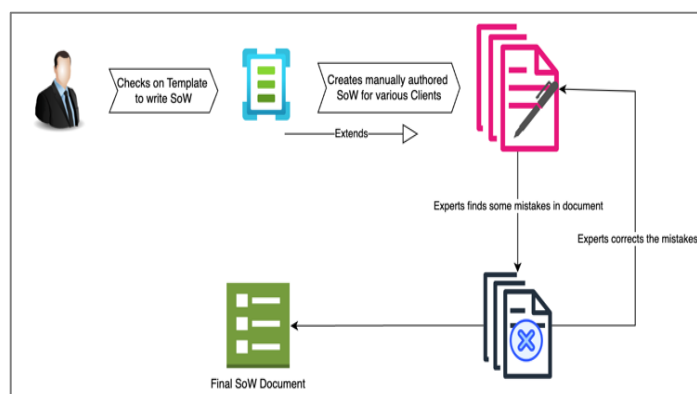 Checks on Template
to write SoW
Creates manually authored
SoW for various Clients
Extends
Experts finds some mistakes in document
Experts corrects the mistakes
Final SoW Document